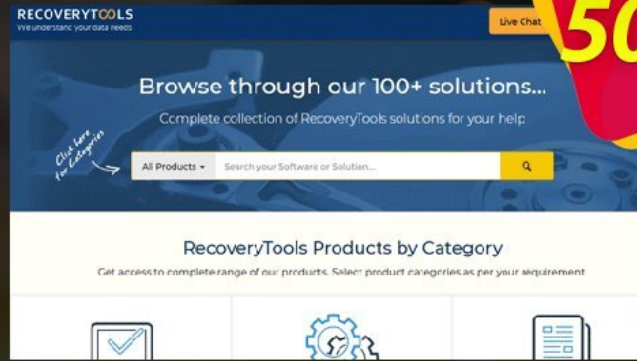 RECOVERYTOOLS
We understand your data needs
Live Chat
50
Browse through our 100+ solutions...
Complete collection of RecoveryTools solutions for your help
Click here
for Categories
All Products
Search your Software or Solution...
RecoveryTools Products by Category
Get access to complete range of our products. Select product categories as per your requirement